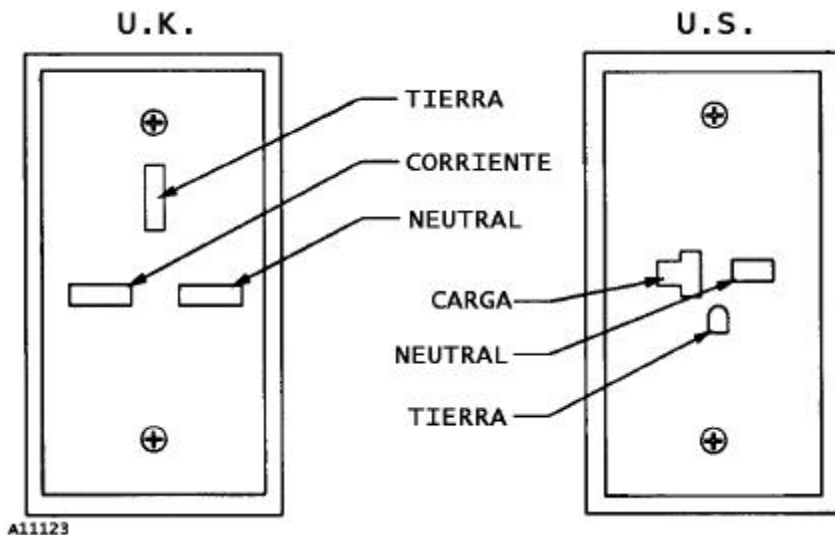 U.K.
U.S.
TIERRA
CORRIENTE
NEUTRAL
CARGA
NEUTRAL
TIERRA
A11123